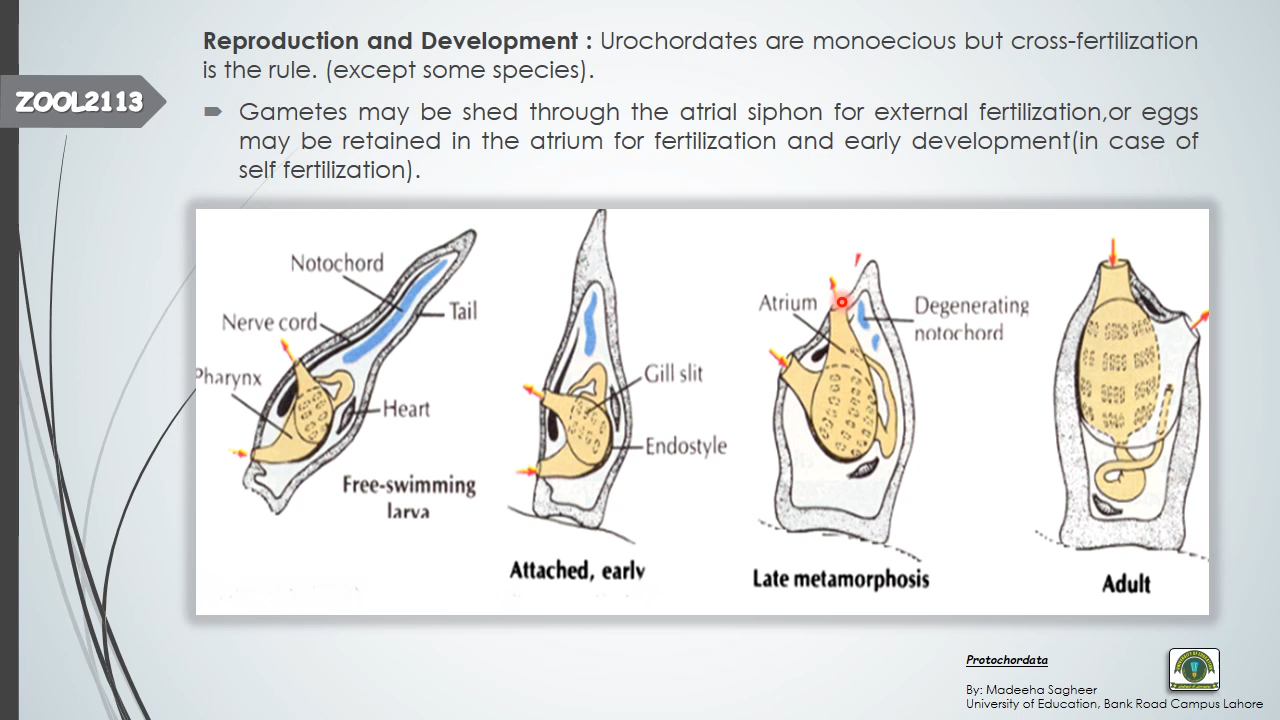 Reproduction and Development : Urochordates are monoecious but cross-fertilization
is the rule. (except some species).
ZOOL2113
Gametes may be shed through the atrial siphon for external fertilization,or eggs
may be retained in the atrium for fertilization and early development(in case of
self fertilization).
Notochord
Nerve cord
Tail
Pharynx
Heart
Free-swimming
larva
Gill slit
Endostyle
Attached, early
Atrium
Degenerating
notochord
Late metamorphosis
Adult
Protochordata
By: Madeeha Sagheer
University of Education, Bank Road Campus Lahore